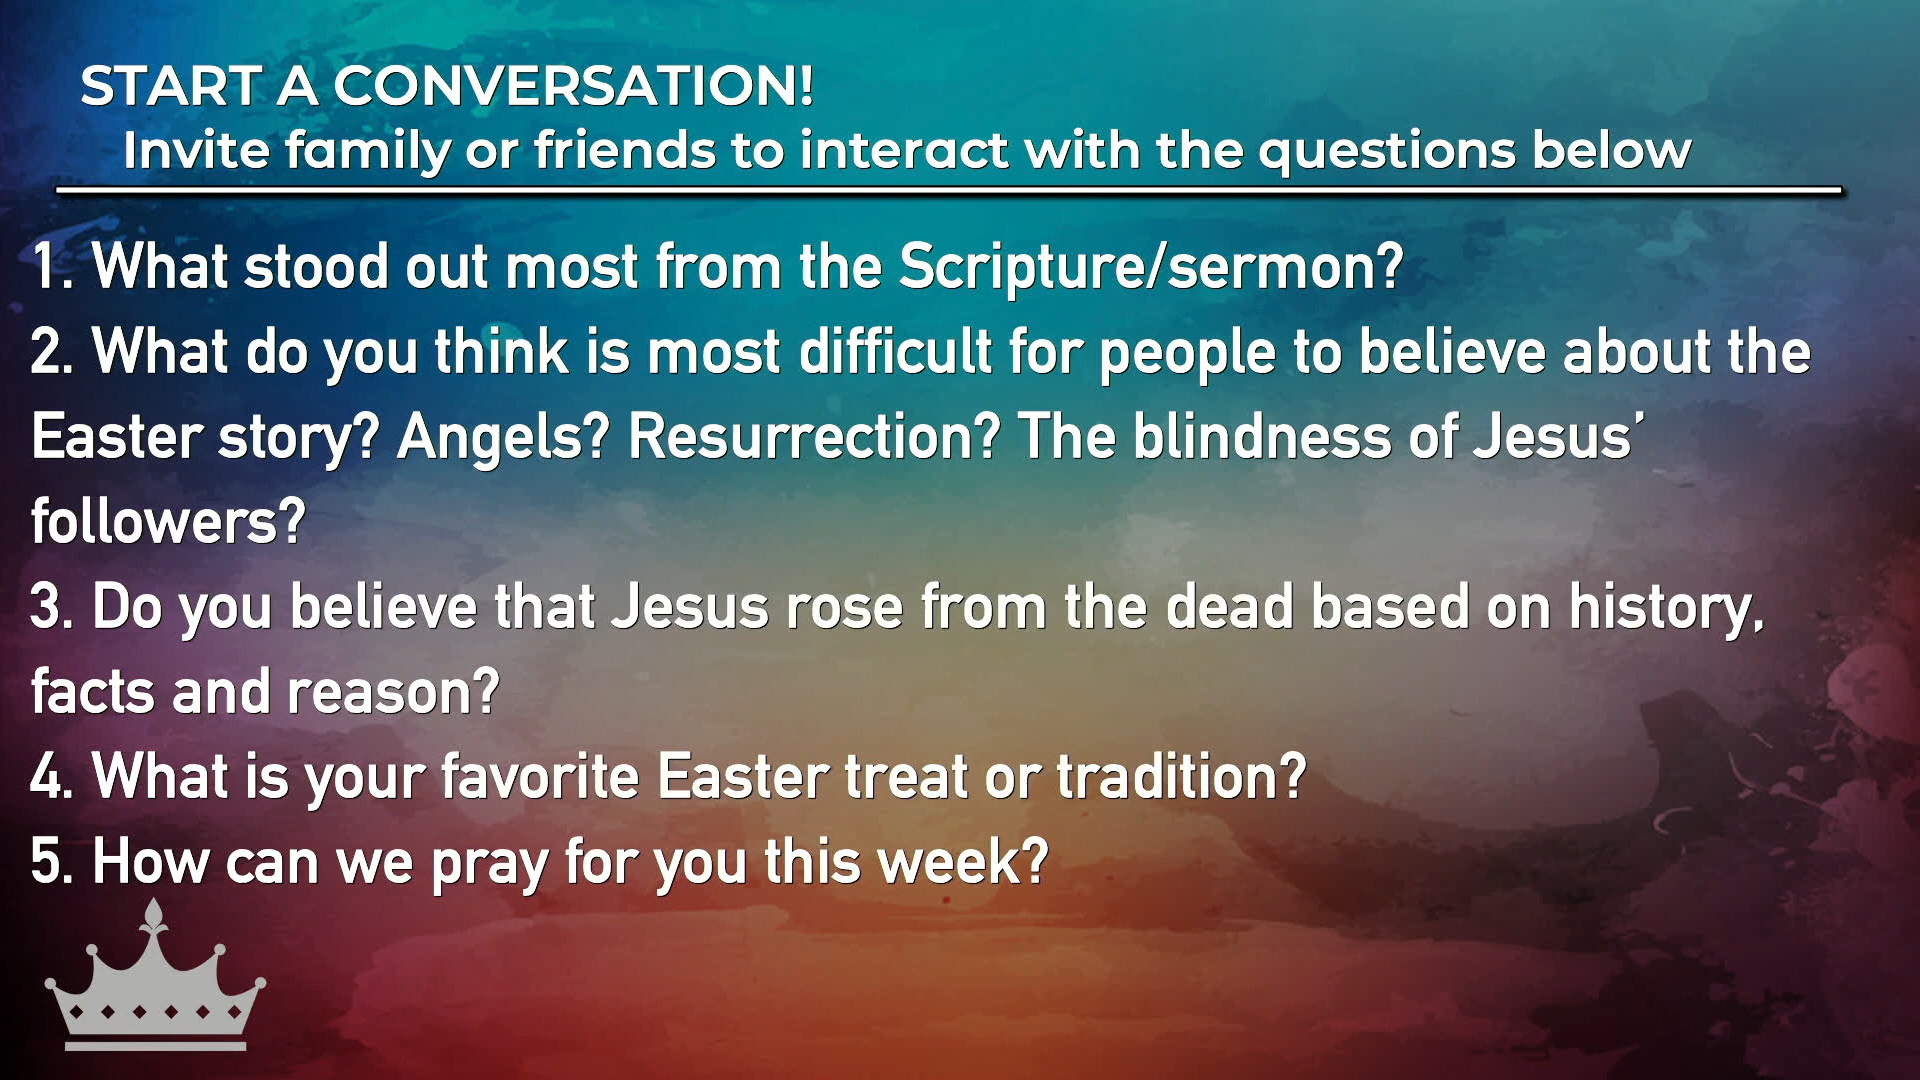 START A CONVERSATION!
Invite family or friends to interact with the questions below
1. What stood out most from the Scripture/sermon?
2. What do you think is most difficult for people to believe about the
Easter story? Angels? Resurrection? The blindness of Jesus’
followers?
3. Do you believe that Jesus rose from the dead based on history,
facts and reason?
4. What is your favorite Easter treat or tradition?
5. How can we pray for you this week?